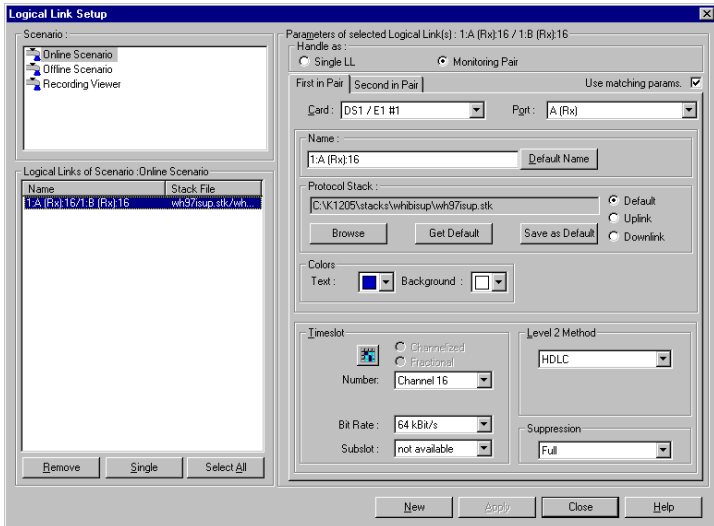 Logical Link Setup
Scenario :
Online Scenario
Offline Scenario
Recording Viewer
Logical Links of Scenario :Online Scenario
Name Stack File
1:A (Rx):16/1:B (Rx):16 wh97isup.stk/wh...
Remove Single Select All
Parameters of selected Logical Link(s) : 1:A (Rx):16 / 1:B (Rx):16
Handle as :
Single LL Monitoring Pair
First in Pair Second in Pair Use matching params.
Card : DS1 / E1 #1 Port : A (Rx)
Name :
1:A (Rx):16 Default Name
Protocol Stack :
C:\K1205\stacks\whibisup\wh97isup.stk
Default
Uplink
Downlink
Browse Get Default Save as Default
Colors
Text : Background :
Timeslot
Channelized
Fractional
Number: Channel 16
Bit Rate : 64 kBit/s
Subslot : not available
Level 2 Method
HDLC
Suppression
Full
New Apply Close Help